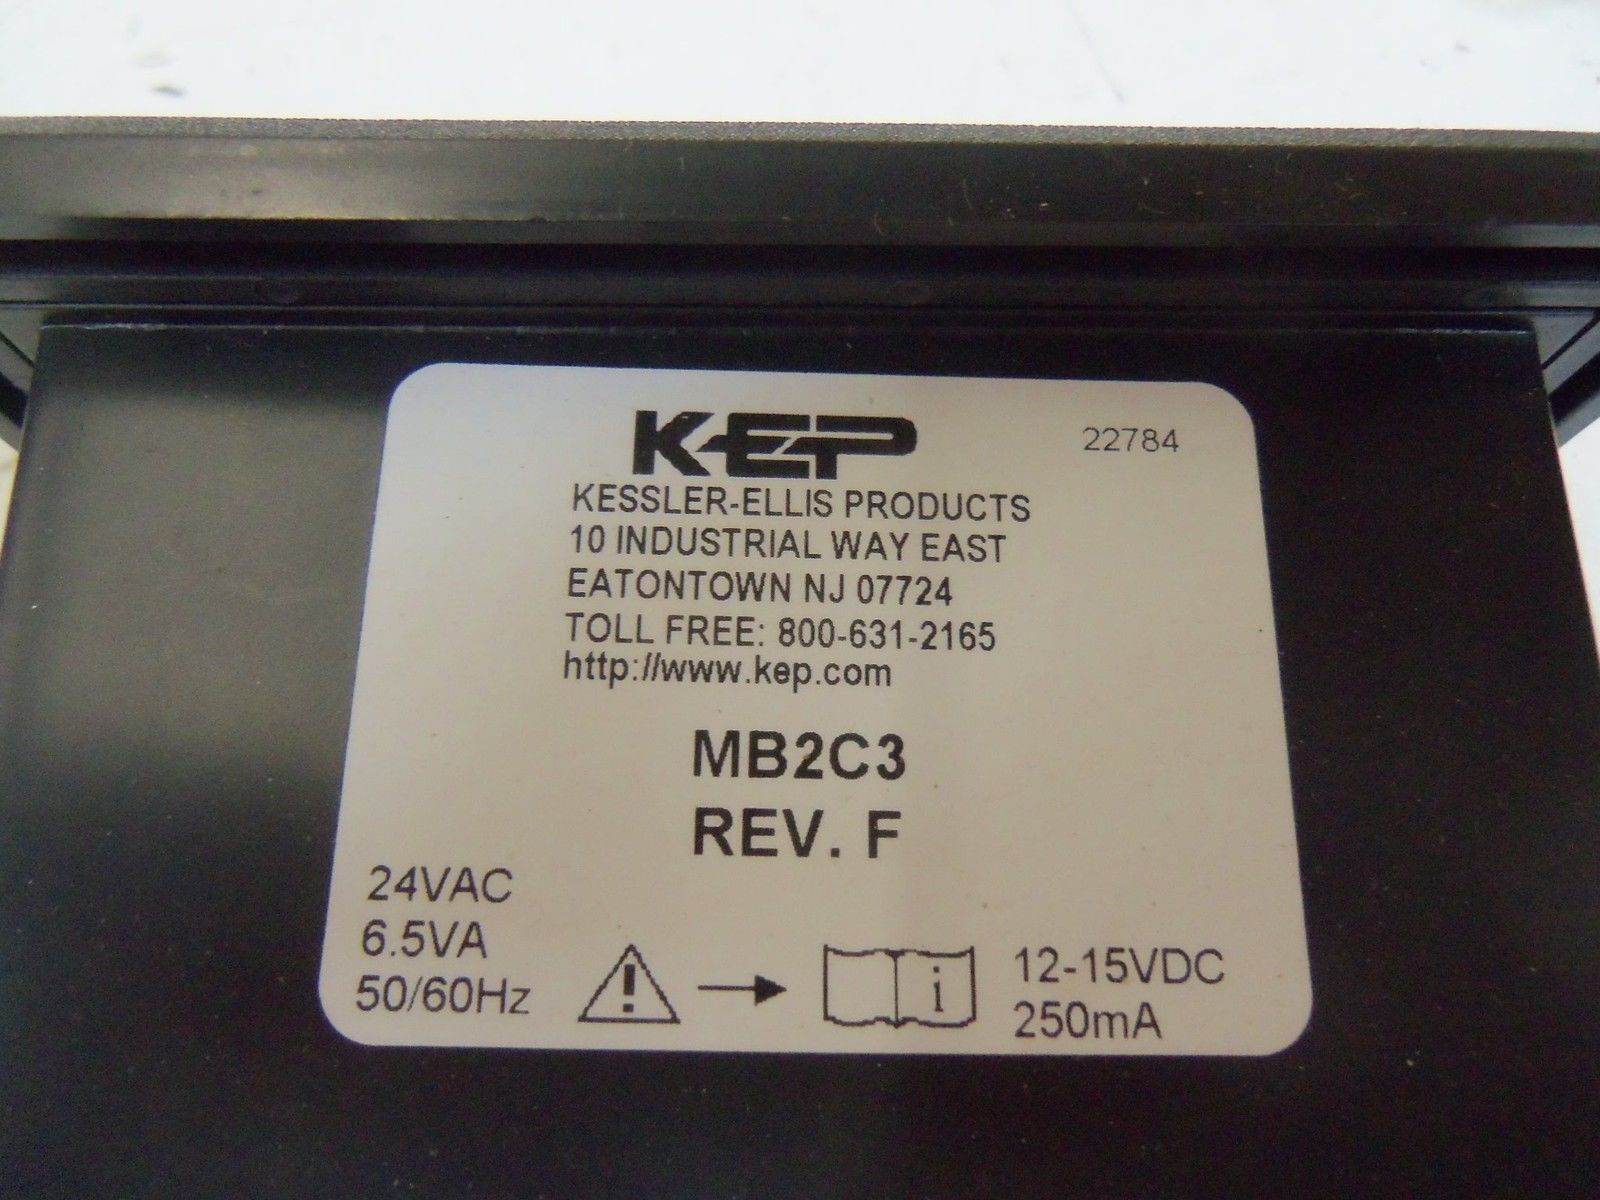 KEP
22784
KESSLER-ELLIS PRODUCTS
10 INDUSTRIAL WAY EAST
EATONTOWN NJ 07724
TOLL FREE: 800-631-2165
http://www.kep.com
MB2C3
REV. F
24VAC
6.5VA
50/60Hz
!
i
12-15VDC
250mA